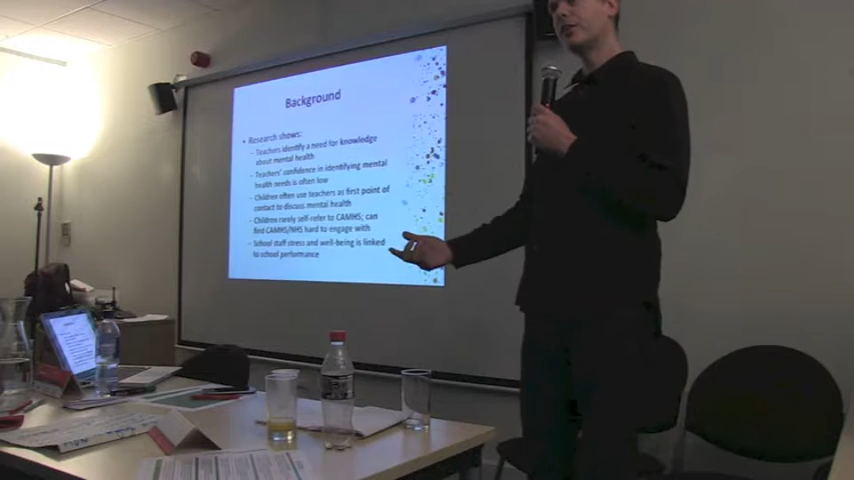 Background
• Research shows:
– Teachers identify a need for knowledge
about mental health
– Teachers' confidence in identifying mental
health needs is often low
– Children often use teachers as first point of
contact to discuss mental health
– Children rarely self-refer to CAMHS; can
find CAMHS/NHS hard to engage with
– School staff stress and well-being is linked
to school performance